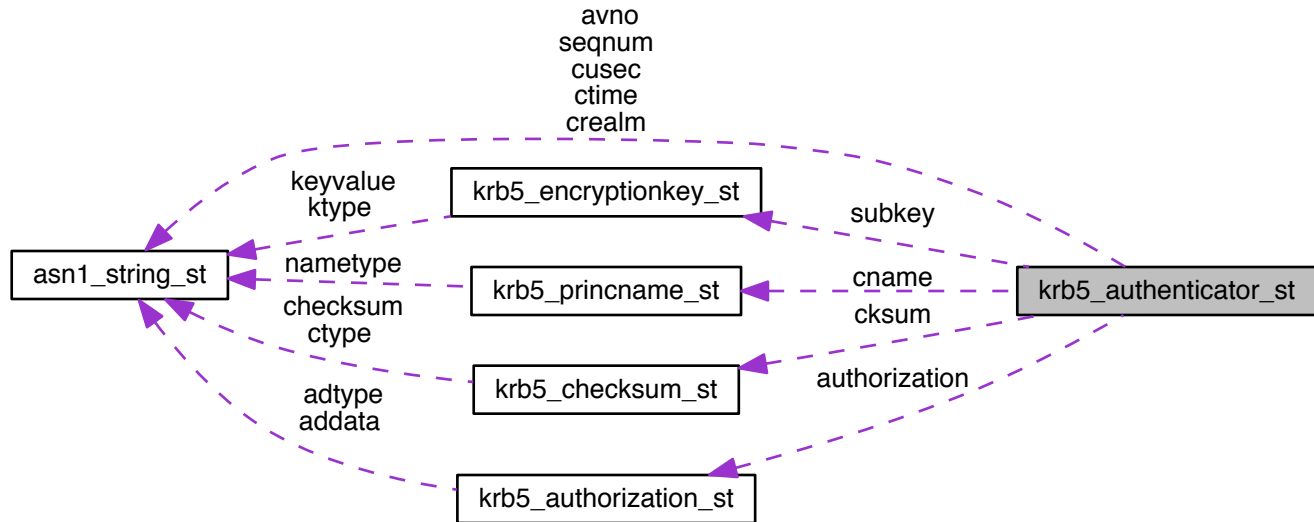 avno
seqnum
cusec
ctime
crealm
keyvalue
ktype
krb5_encryptionkey_st
subkey
asn1_string_st
nametype
krb5_princname_st
cname
krb5_authenticator_st
checksum
ctype
cksum
krb5_checksum_st
adtype
addata
authorization
krb5_authorization_st